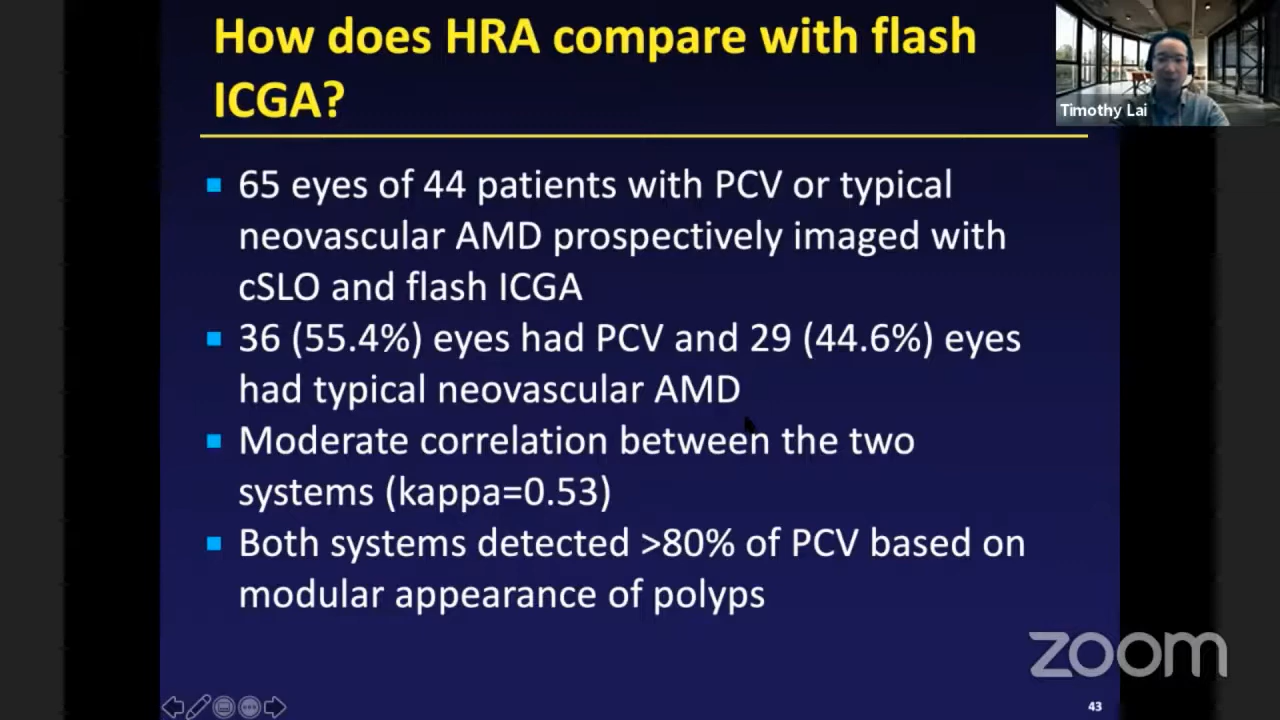 How does HRA compare with flash
ICGA?
Timothy Lai
65 eyes of 44 patients with PCV or typical
neovascular AMD prospectively imaged with
cSLO and flash ICGA
36 (55.4%) eyes had PCV and 29 (44.6%) eyes
had typical neovascular AMD
Moderate correlation between the two
systems (kappa=0.53)
Both systems detected >80% of PCV based on
modular appearance of polyps
zoom
43